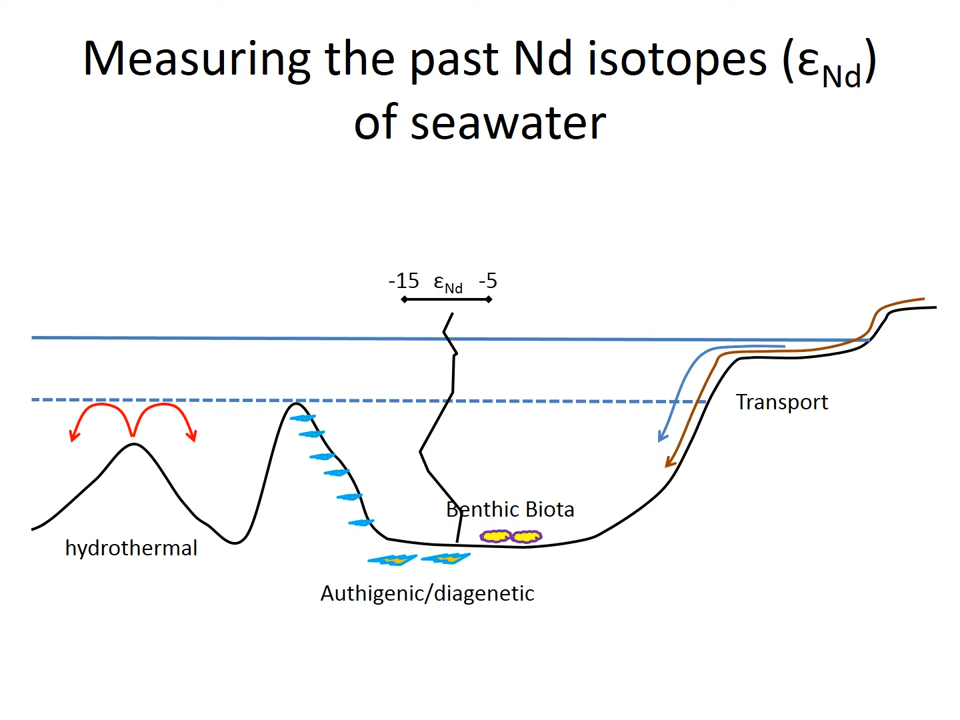 Measuring the past Nd isotopes (εNd)
of seawater
-15 εNd -5
Transport
Benthic Biota
hydrothermal
Authigenic/diagenetic